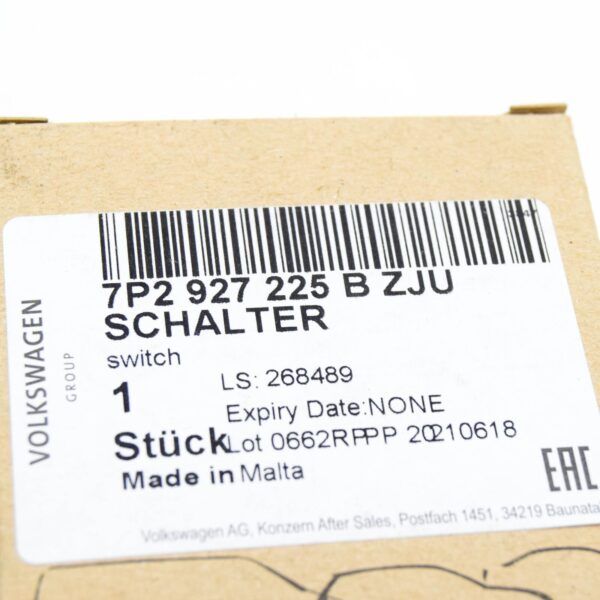 0347
7P2 927 225 B ZJU
SCHALTER
switch
1
LS: 268489
Expiry Date:NONE
Stück
Lot 0662RPPP 20210618
Made in Malta
EAC
Volkswagen AG, Konzern After Sales, Postfach 1451, 34219 Baunatal
VOLKSWAGEN
GROUP